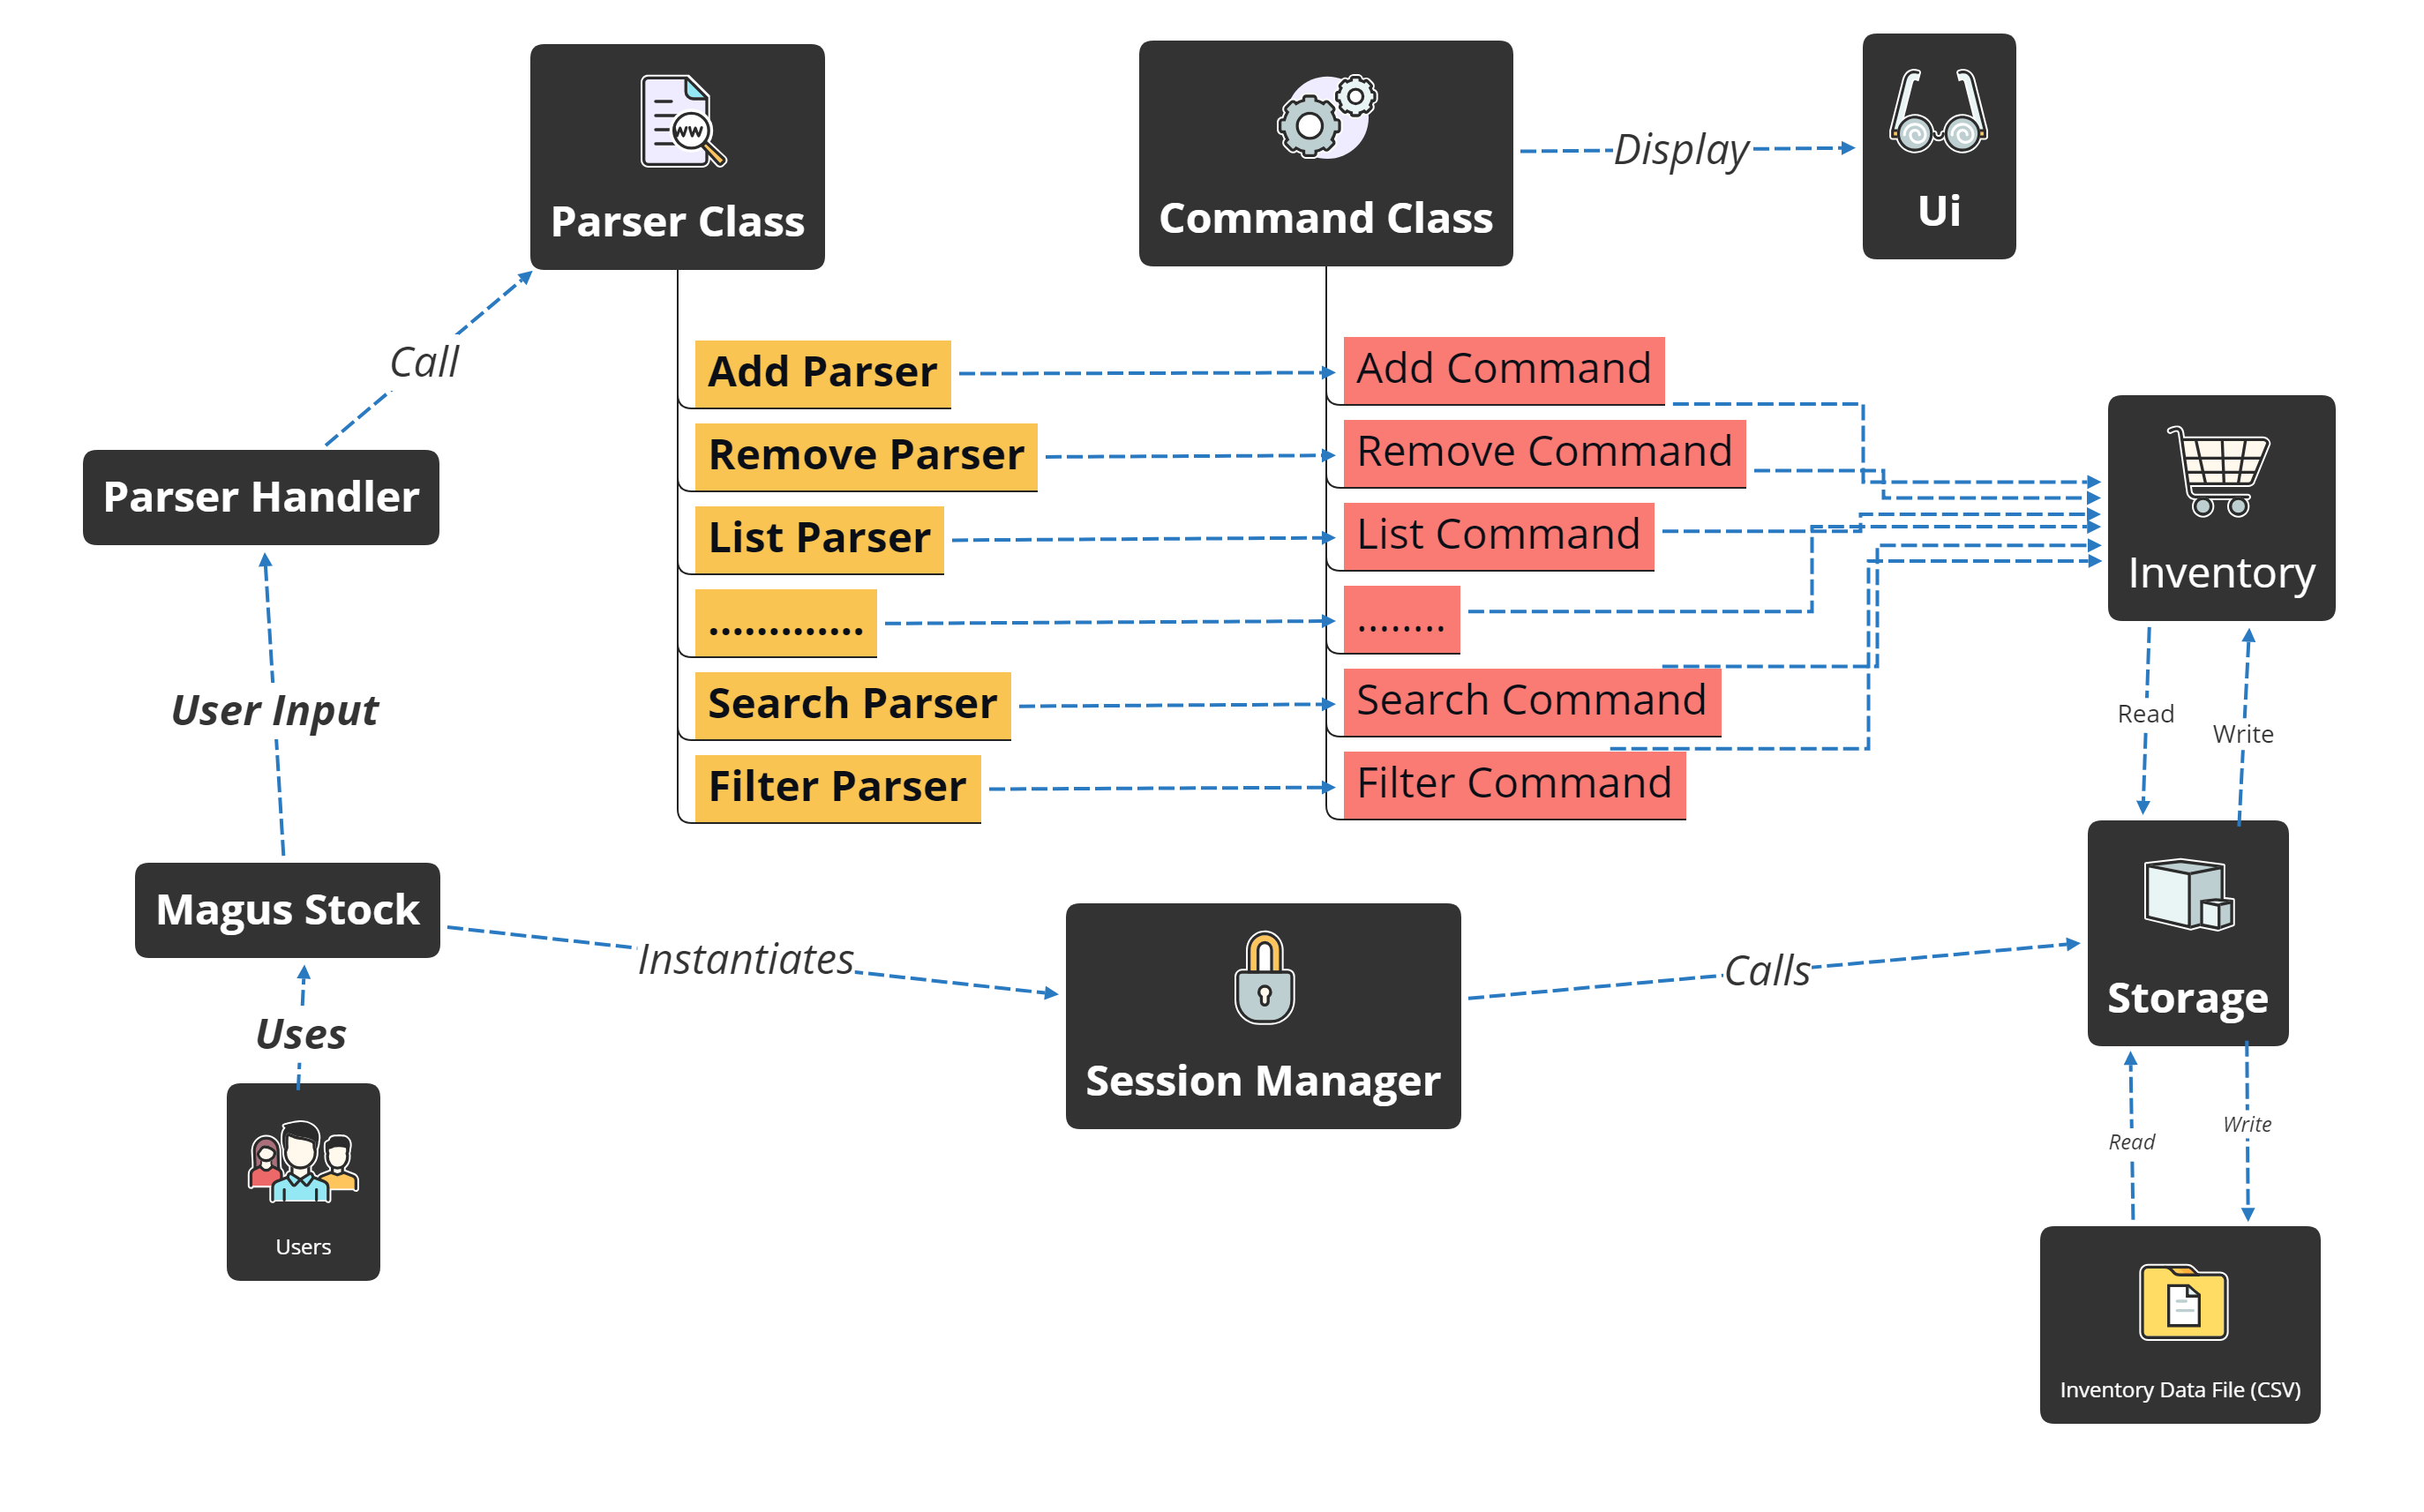 Parser Class
Command Class
Display
Ui
Call
Parser Handler
User Input
Add Parser
Remove Parser
List Parser
.............
Search Parser
Filter Parser
Add Command
Remove Command
List Command
........
Search Command
Filter Command
Inventory
Read
Write
Magus Stock
Instantiates
Session Manager
Calls
Storage
Uses
Users
Read
Write
Inventory Data File (CSV)